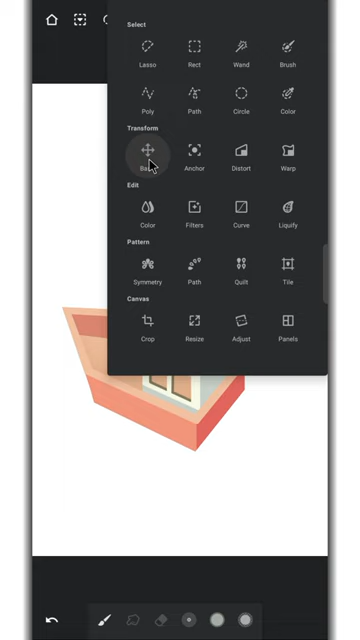 Select
Lasso Rect Wand Brush
Poly Path Circle Color
Transform
Anchor Distort Warp
Edit
Color Filters Curve Liquify
Pattern
Symmetry Path Quilt Tile
Canvas
Crop Resize Adjust Panels